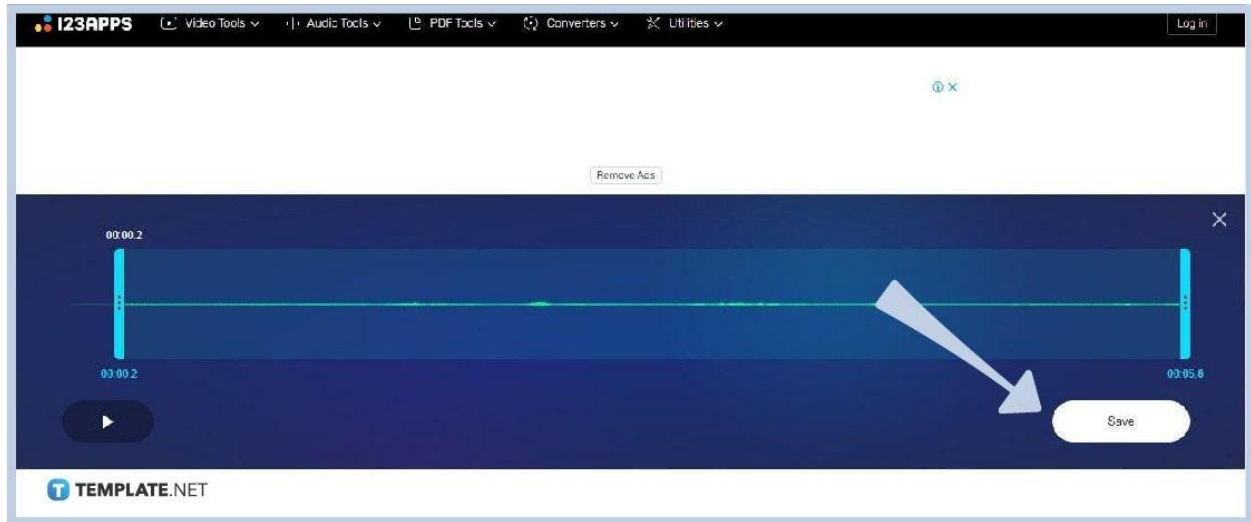 123APPS Video Tools Audio Tools PDF Tools Converters Utilities Log in
Remove Ads
00:00.2
00:00.2 00:05.6
Save
TEMPLATE.NET